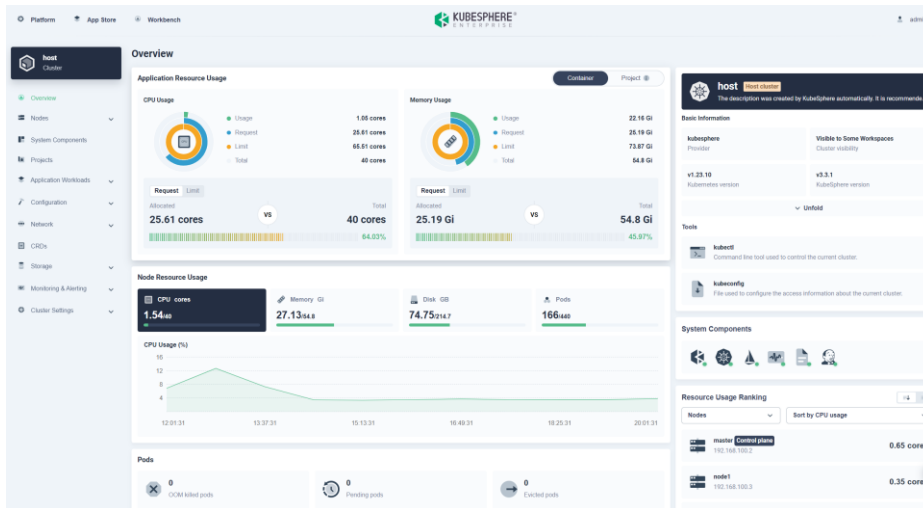 Platform
App Store
Workbench
KUBESPHERE
ENTERPRISE
host
Cluster
Overview
Nodes
System Components
Projects
Application Workloads
Configuration
Network
CRDs
Storage
Monitoring & Alerting
Cluster Settings
Overview
Application Resource Usage
Container
Project
CPU Usage
Usage 1.05 cores
Request 25.61 cores
Limit 65.51 cores
Total 40 cores
Request Limit
Allocated Total
25.61 cores VS 40 cores
64.03%
Memory Usage
Usage 22.16 Gi
Request 25.19 Gi
Limit 73.87 Gi
Total 54.8 Gi
Request Limit
Allocated Total
25.19 Gi VS 54.8 Gi
45.97%
Node Resource Usage
CPU cores
1.54/40
Memory Gi
27.13/54.8
Disk GB
74.75/214.7
Pods
166/440
CPU Usage (%)
16
12
8
4
12:01:31 13:37:31 15:13:31 16:49:31 18:25:31 20:01:31
Pods
0
OOM killed pods
0
Pending pods
0
Evicted pods
host Host cluster
The description was created by KubeSphere automatically. It is recommende
Basic Information
kubesphere
Provider
Visible to Some Workspaces
Cluster visibility
v1.23.10
Kubernetes version
v3.3.1
KubeSphere version
Unfold
Tools
kubectl
Command line tool used to control the current cluster.
kubeconfig
File used to configure the access information about the current cluster.
System Components
Resource Usage Ranking
Nodes
Sort by CPU usage
master Control plane
192.168.100.2
0.65 core
node1
192.168.100.3
0.35 core